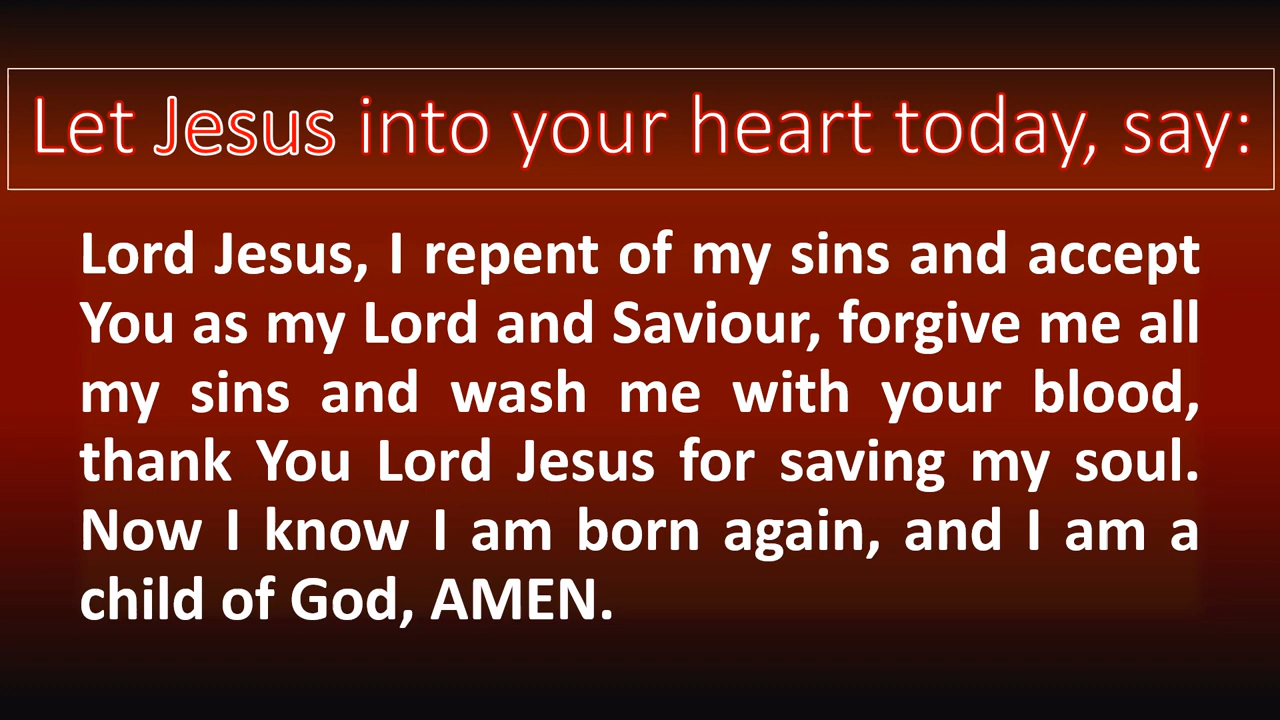 Let Jesus into your heart today, say:
Lord Jesus, I repent of my sins and accept
You as my Lord and Saviour, forgive me all
my sins and wash me with your blood,
thank You Lord Jesus for saving my soul.
Now I know I am born again, and I am a
child of God, AMEN.